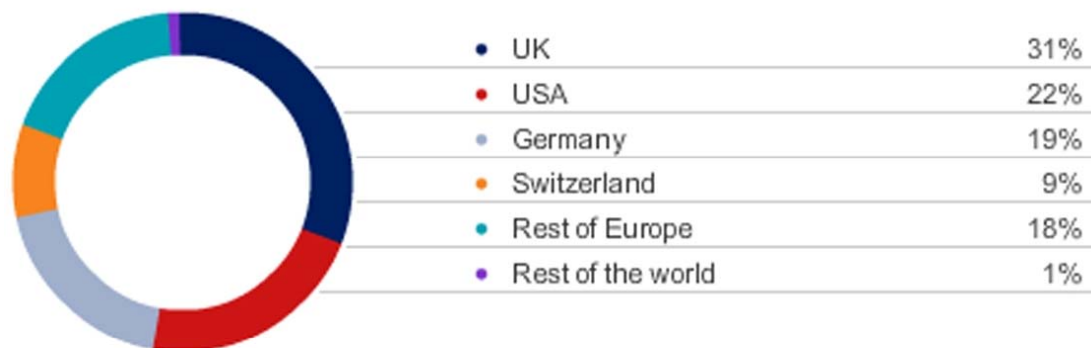 UK 31%
USA 22%
Germany 19%
Switzerland 9%
Rest of Europe 18%
Rest of the world 1%